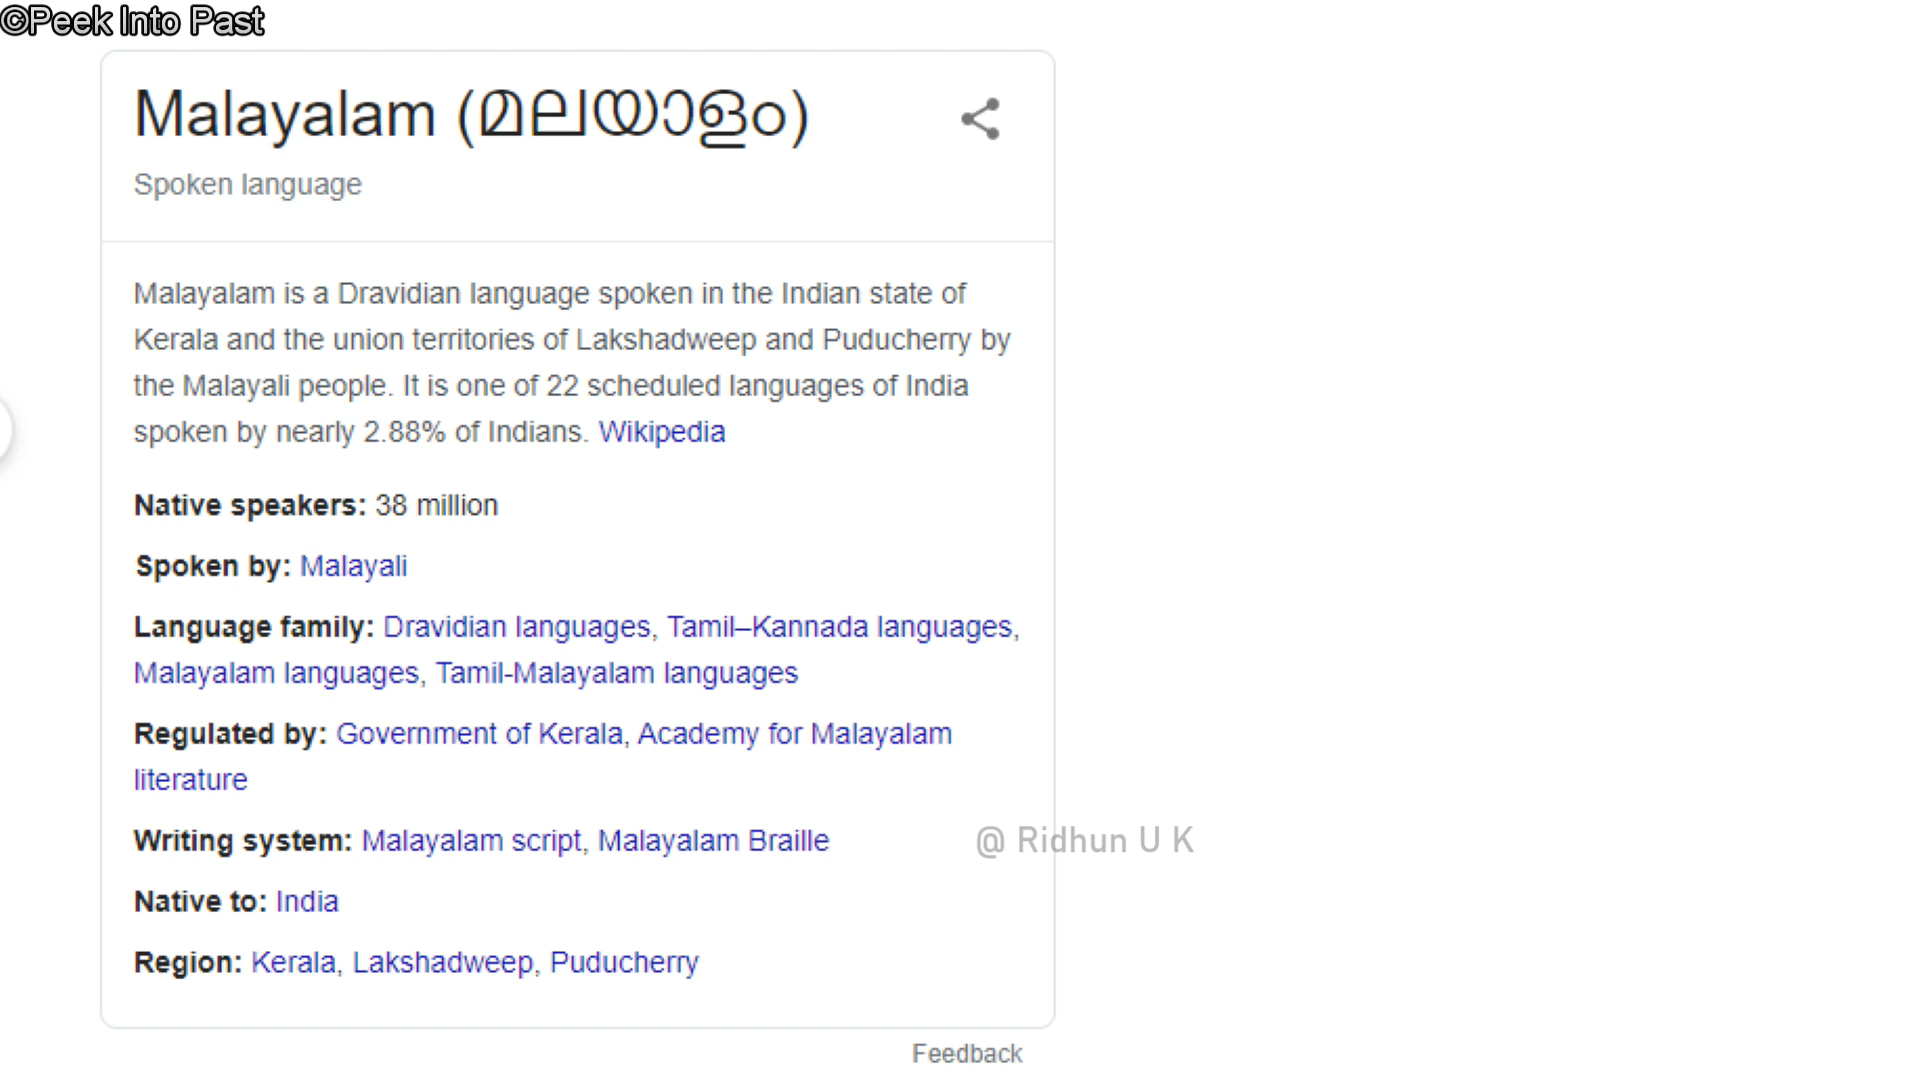 ©Peek Into Past
Malayalam (മലയാളം)
Spoken language
Malayalam is a Dravidian language spoken in the Indian state of
Kerala and the union territories of Lakshadweep and Puducherry by
the Malayali people. It is one of 22 scheduled languages of India
spoken by nearly 2.88% of Indians. Wikipedia
Native speakers: 38 million
Spoken by: Malayali
Language family: Dravidian languages, Tamil–Kannada languages,
Malayalam languages, Tamil-Malayalam languages
Regulated by: Government of Kerala, Academy for Malayalam
literature
Writing system: Malayalam script, Malayalam Braille
@ Ridhun U K
Native to: India
Region: Kerala, Lakshadweep, Puducherry
Feedback